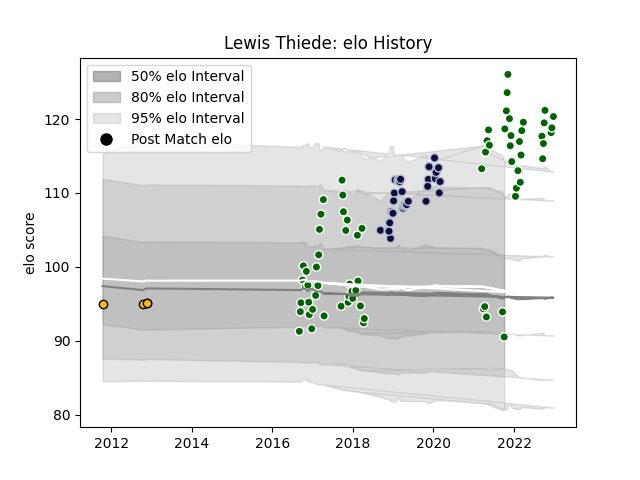 Lewis Thiede: elo History
50% elo Interval
80% elo Interval
95% elo Interval
Post Match elo
elo score
120
110
100
90
80
2012
2014
2016
2018
2020
2022